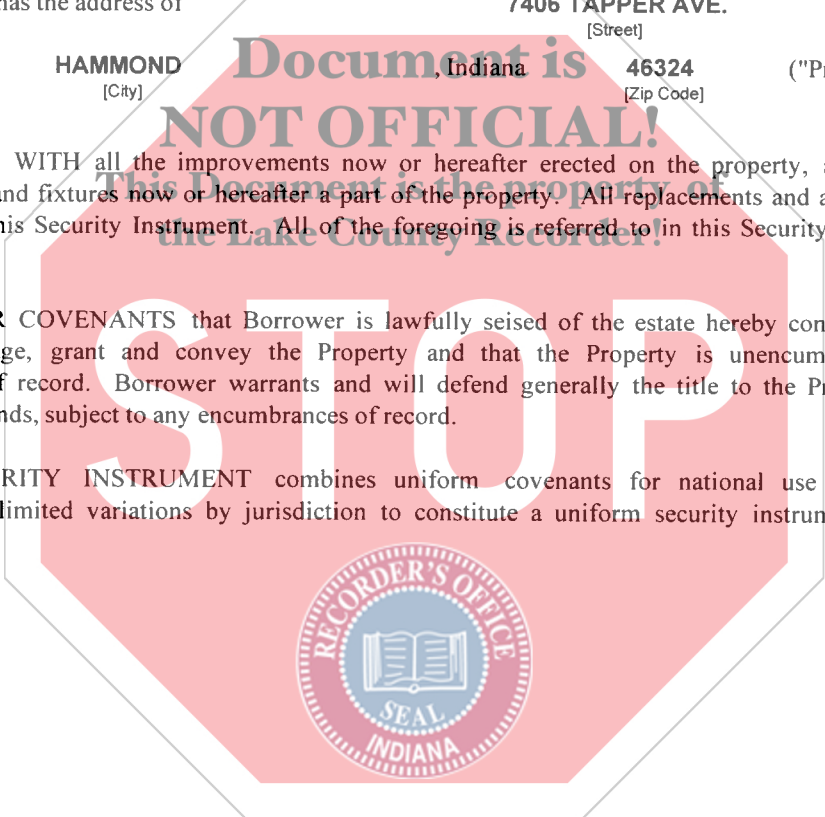 has the address of 7406 TAPPER AVE.
[Street]
HAMMOND , Indiana 46324 ("Pr
[City] [Zip Code]
Document is
NOT OFFICIAL!
This Document is the property of
the Lake County Recorder!
WITH all the improvements now or hereafter erected on the property, a
and fixtures now or hereafter a part of the property. All replacements and a
his Security Instrument. All of the foregoing is referred to in this Security
R COVENANTS that Borrower is lawfully seised of the estate hereby con
ge, grant and convey the Property and that the Property is unencum
f record. Borrower warrants and will defend generally the title to the Pr
nds, subject to any encumbrances of record.
RITY INSTRUMENT combines uniform covenants for national use
limited variations by jurisdiction to constitute a uniform security instrum
STOP
RECORDER'S OFFICE
SEAL
INDIANA